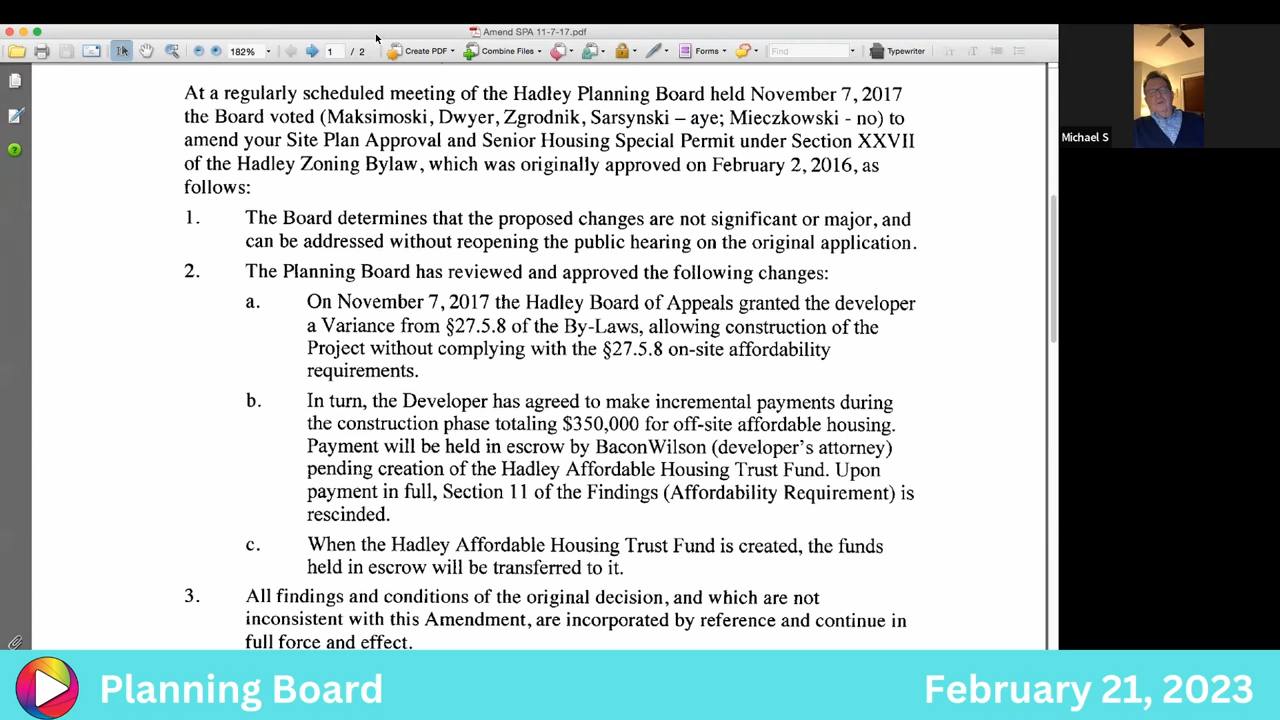 Amend SPA 11-7-17.pdf
182% 1 / 2 Create PDF Combine Files Forms Find Typewriter
At a regularly scheduled meeting of the Hadley Planning Board held November 7, 2017
the Board voted (Maksimoski, Dwyer, Zgrodnik, Sarsynski – aye; Mieczkowski - no) to
amend your Site Plan Approval and Senior Housing Special Permit under Section XXVII
of the Hadley Zoning Bylaw, which was originally approved on February 2, 2016, as
follows:
1. The Board determines that the proposed changes are not significant or major, and
can be addressed without reopening the public hearing on the original application.
2. The Planning Board has reviewed and approved the following changes:
a. On November 7, 2017 the Hadley Board of Appeals granted the developer
a Variance from §27.5.8 of the By-Laws, allowing construction of the
Project without complying with the §27.5.8 on-site affordability
requirements.
b. In turn, the Developer has agreed to make incremental payments during
the construction phase totaling $350,000 for off-site affordable housing.
Payment will be held in escrow by BaconWilson (developer's attorney)
pending creation of the Hadley Affordable Housing Trust Fund. Upon
payment in full, Section 11 of the Findings (Affordability Requirement) is
rescinded.
c. When the Hadley Affordable Housing Trust Fund is created, the funds
held in escrow will be transferred to it.
3. All findings and conditions of the original decision, and which are not
inconsistent with this Amendment, are incorporated by reference and continue in
full force and effect.
Michael S
Planning Board
February 21, 2023